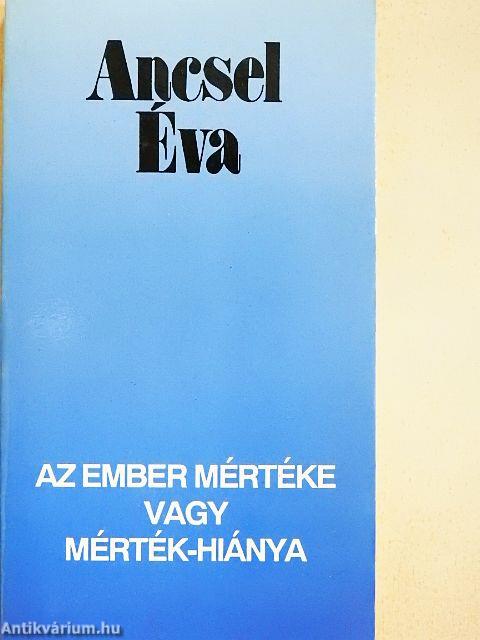 Ancsel
Éva
AZ EMBER MÉRTÉKE
VAGY
MÉRTÉK-HIÁNYA
Antikvárium.hu